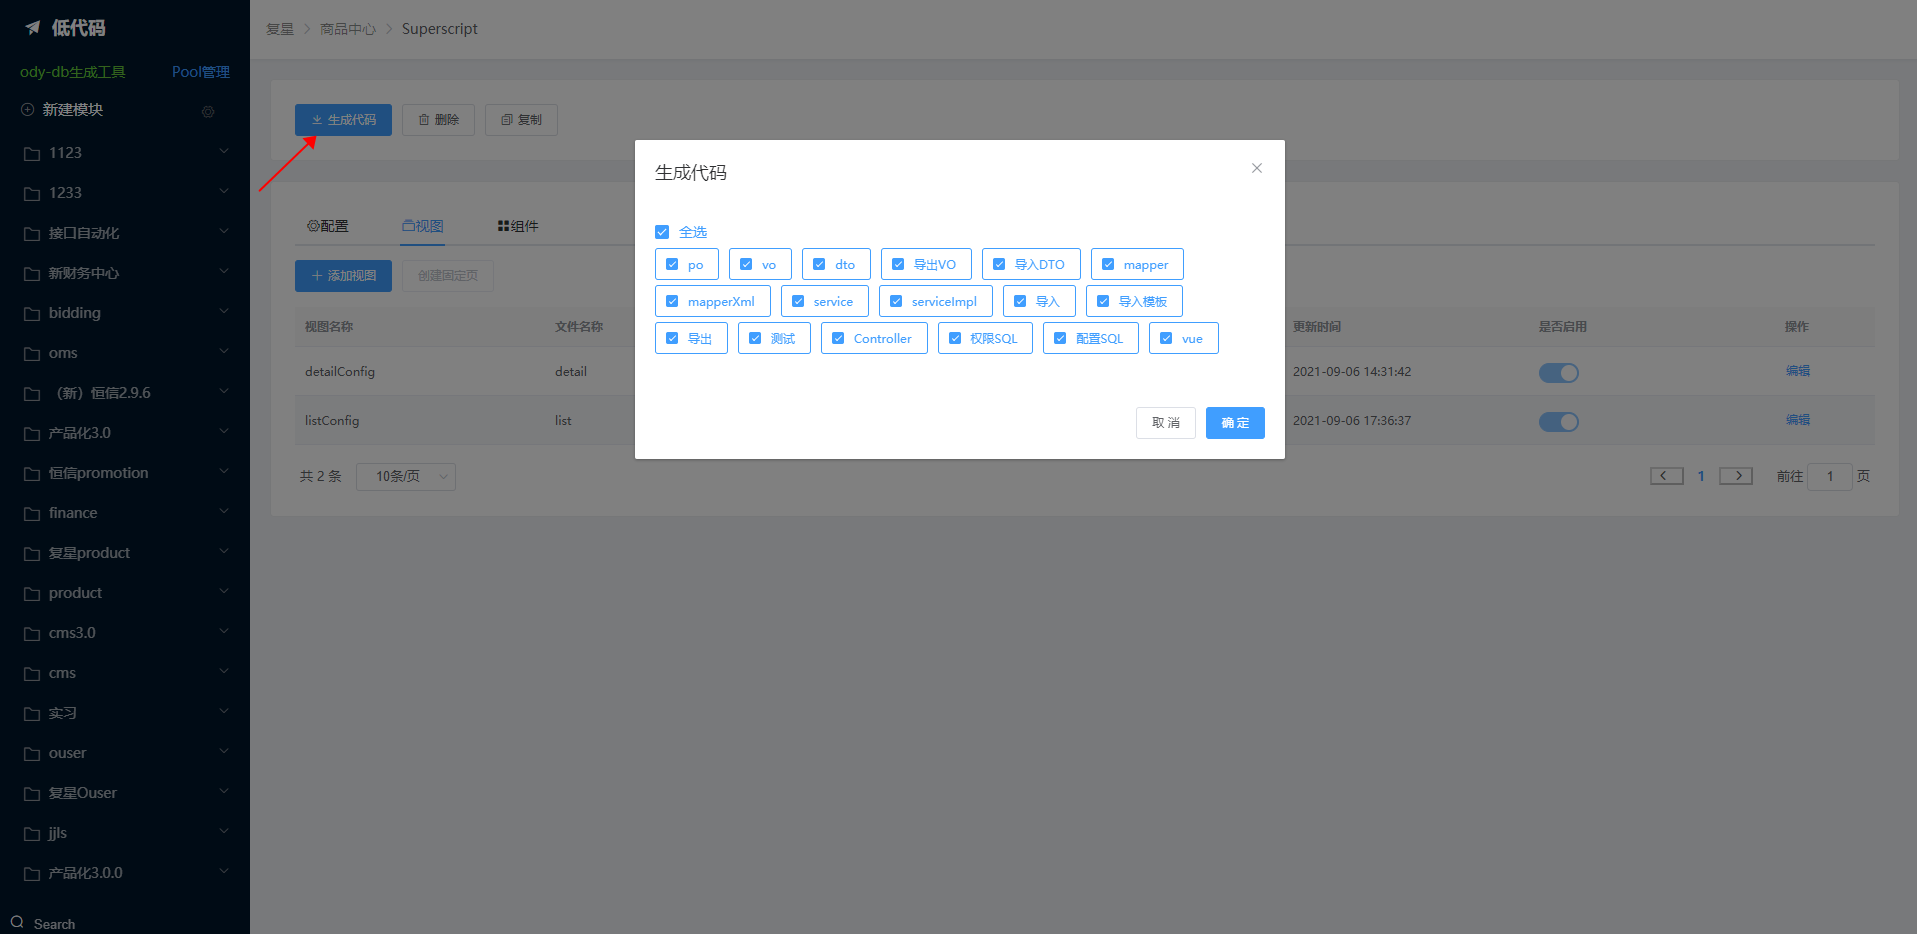 低代码
ody-db生成工具 Pool管理
新建模块
1123
1233
接口自动化
新财务中心
bidding
oms
（新）恒信2.9.6
产品化3.0
恒信promotion
finance
复星product
product
cms3.0
cms
实习
ouser
复星Ouser
jjls
产品化3.0.0
Search
复星 > 商品中心 > Superscript
生成代码 删除 复制
配置 视图 组件
添加视图 创建固定页
视图名称 文件名称 更新时间 是否启用 操作
detailConfig detail 2021-09-06 14:31:42 编辑
listConfig list 2021-09-06 17:36:37 编辑
共 2 条 10条/页 1 前往 1 页
生成代码
全选
po vo dto 导出VO 导入DTO mapper
mapperXml service serviceImpl 导入 导入模板
导出 测试 Controller 权限SQL 配置SQL vue
取消 确定